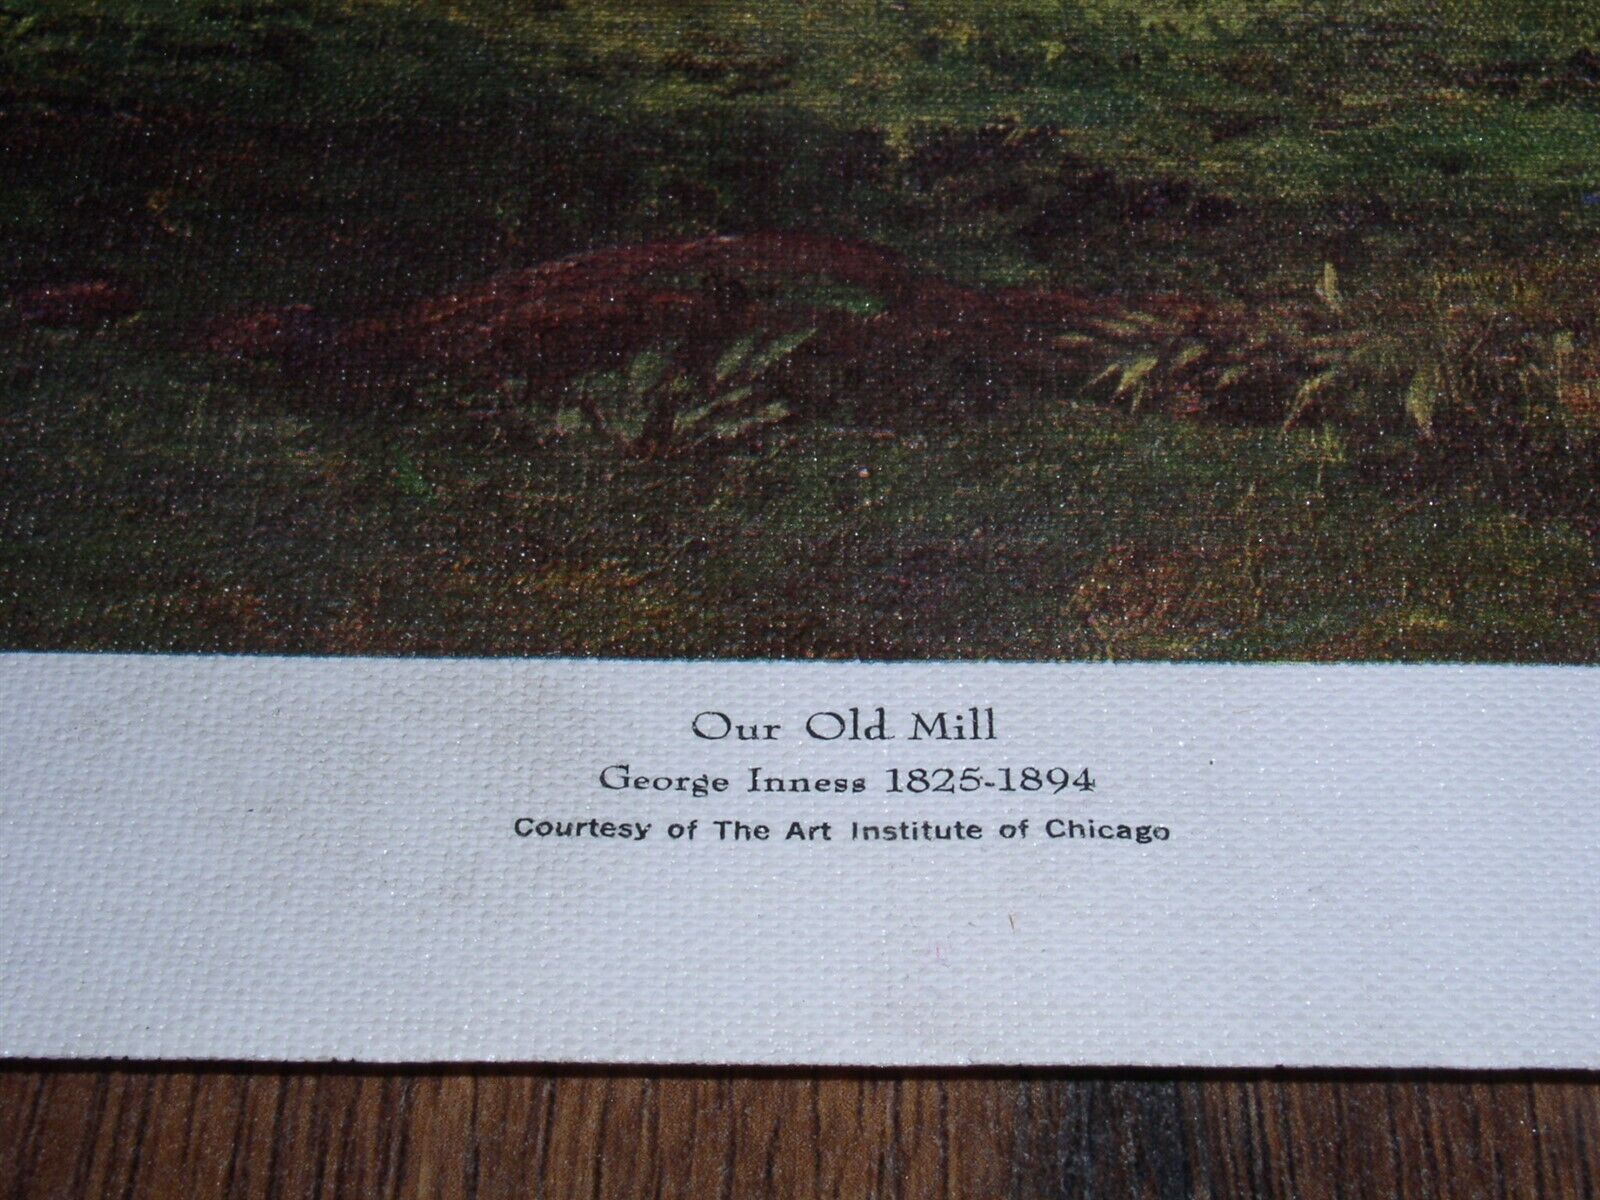 Our Old Mill
George Inness 1825-1894
Courtesy of The Art Institute of Chicago